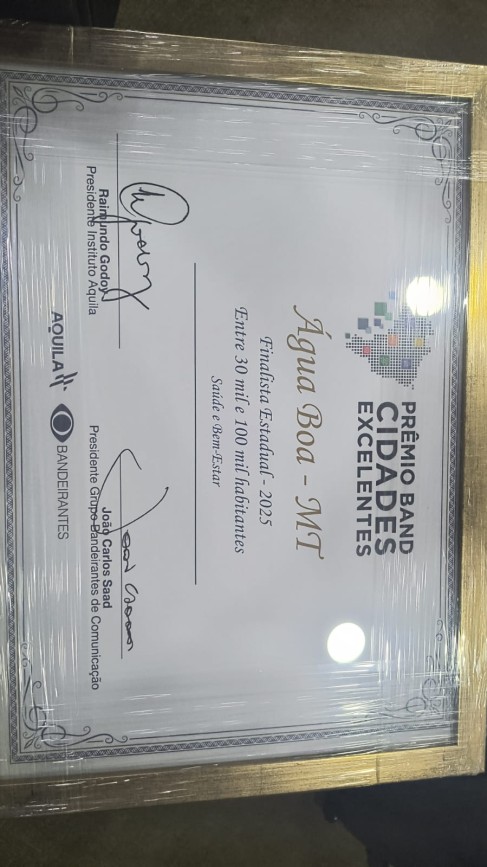 PRÊMIO BAND
CIDADES
EXCELENTES
Água Boa - MT
Finalista Estadual - 2025
Entre 30 mil e 100 mil habitantes
Saúde e Bem-Estar
Raimundo Godoy
Presidente Instituto Aquila
João Carlos Saad
Presidente Grupo Bandeirantes de Comunicação
AQUILA
BANDEIRANTES